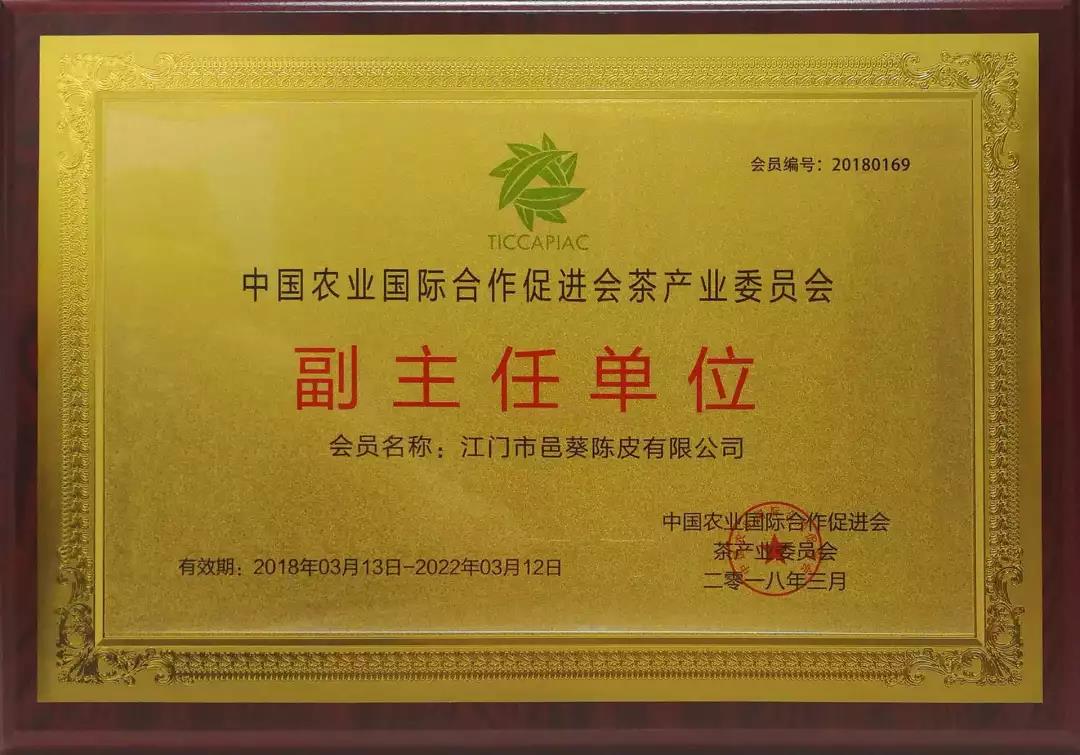 会员编号：20180169
TICCAPIAC
中国农业国际合作促进会茶产业委员会
副主任单位
会员名称：江门市邑葵陈皮有限公司
中国农业国际合作促进会
茶产业委员会
有效期：2018年03月13日-2022年03月12日
二零一八年三月